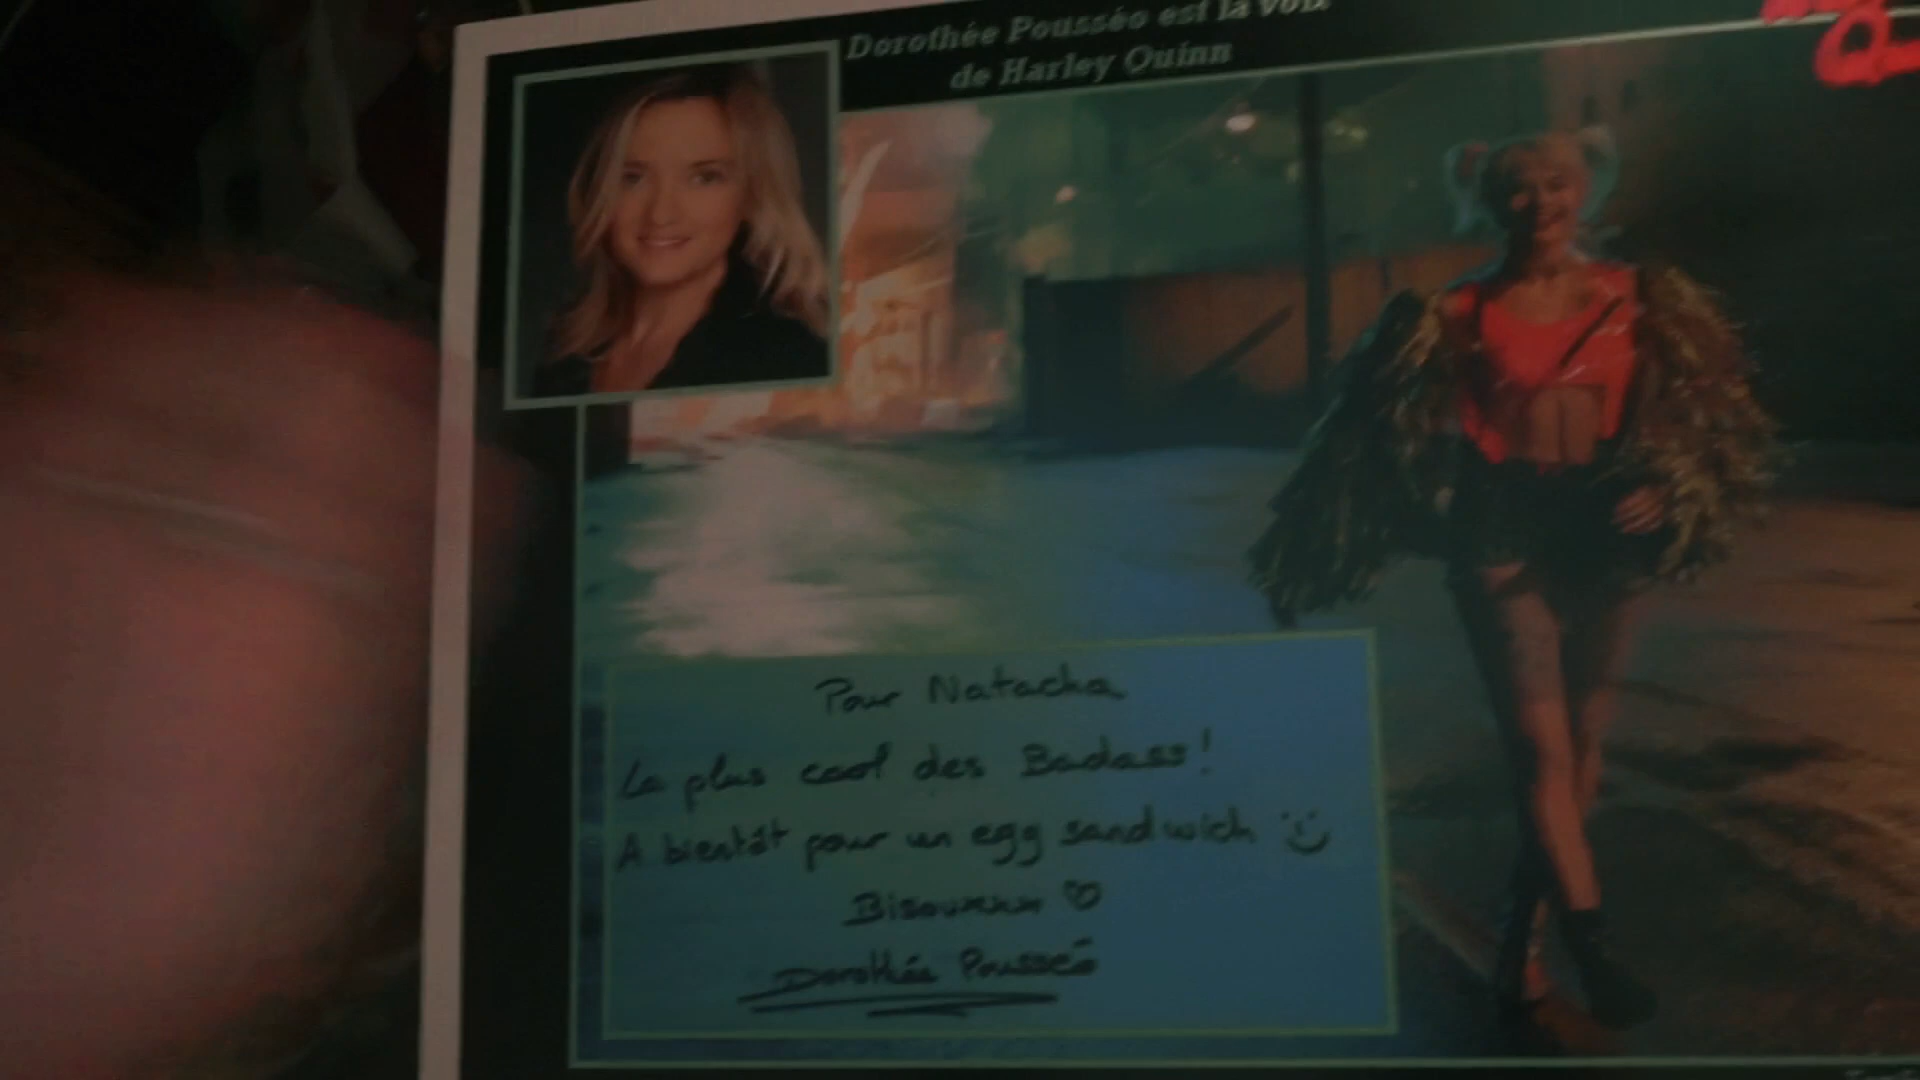 Dorothée Pousséo est la voix
de Harley Quinn
Pour Natacha
La plus cool des Badass!
A bientôt pour un egg sandwich
Bisouxxx
Dorothée Pousséo